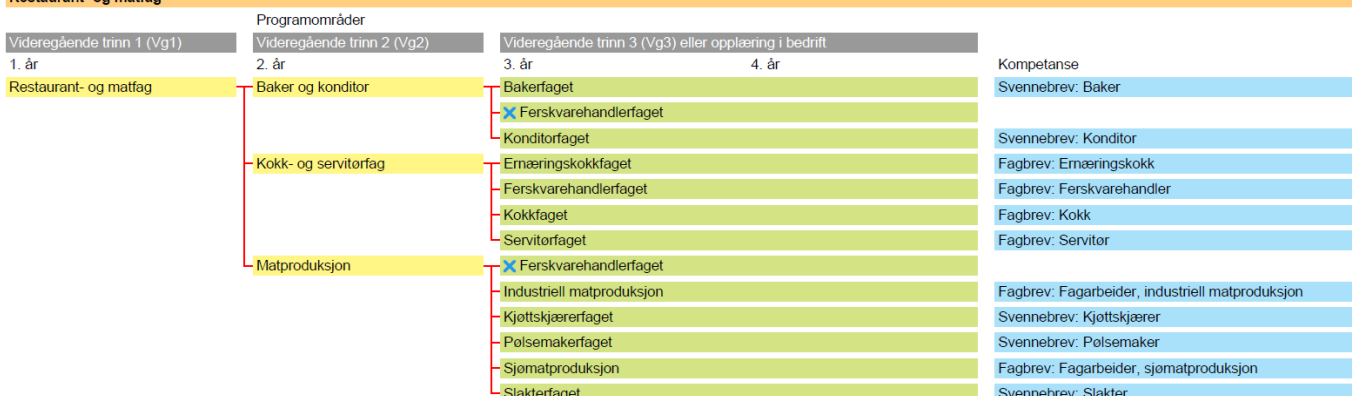 Restaurant- og matfag
Programområder
Videregående trinn 1 (Vg1) Videregående trinn 2 (Vg2) Videregående trinn 3 (Vg3) eller opplæring i bedrift
1. år 2. år 3. år 4. år Kompetanse
Restaurant- og matfag Baker og konditor Bakerfaget Svennebrev: Baker
Ferskvarehandlerfaget
Konditorfaget Svennebrev: Konditor
Kokk- og servitørfag Ernæringskokkfaget Fagbrev: Ernæringskokk
Ferskvarehandlerfaget Fagbrev: Ferskvarehandler
Kokkfaget Fagbrev: Kokk
Servitørfaget Fagbrev: Servitør
Matproduksjon Ferskvarehandlerfaget
Industriell matproduksjon Fagbrev: Fagarbeider, industriell matproduksjon
Kjøttskjærerfaget Svennebrev: Kjøttskjærer
Pølsemakerfaget Svennebrev: Pølsemaker
Sjømatproduksjon Fagbrev: Fagarbeider, sjømatproduksjon
Slakterfaget Svennebrev: Slakter